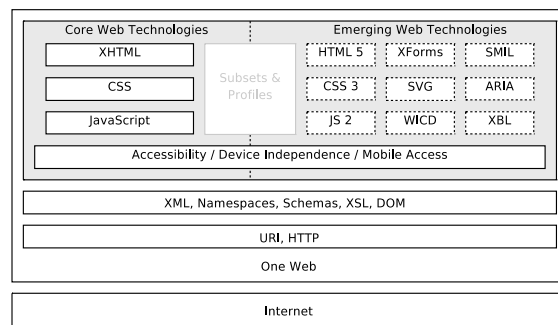 Core Web Technologies
Emerging Web Technologies
XHTML
HTML 5
XForms
SMIL
Subsets &
Profiles
CSS
CSS 3
SVG
ARIA
JavaScript
JS 2
WICD
XBL
Accessibility / Device Independence / Mobile Access
XML, Namespaces, Schemas, XSL, DOM
URI, HTTP
One Web
Internet